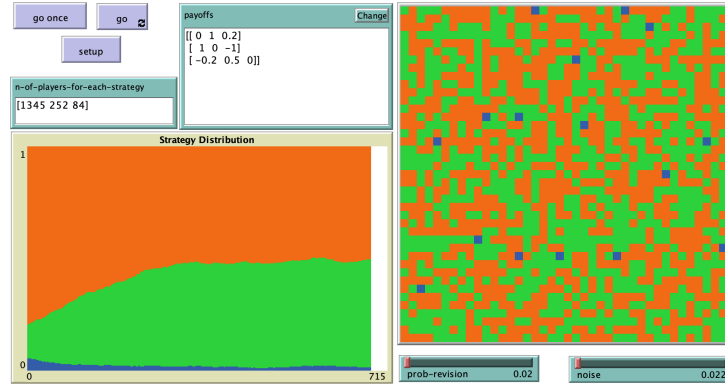 go once
go
setup
n-of-players-for-each-strategy
[1345 252 84]
payoffs
Change
[[ 0 1 0.2]
[ 1 0 -1]
[ -0.2 0.5 0]]
Strategy Distribution
1
0
0
715
prob-revision 0.02
noise 0.022